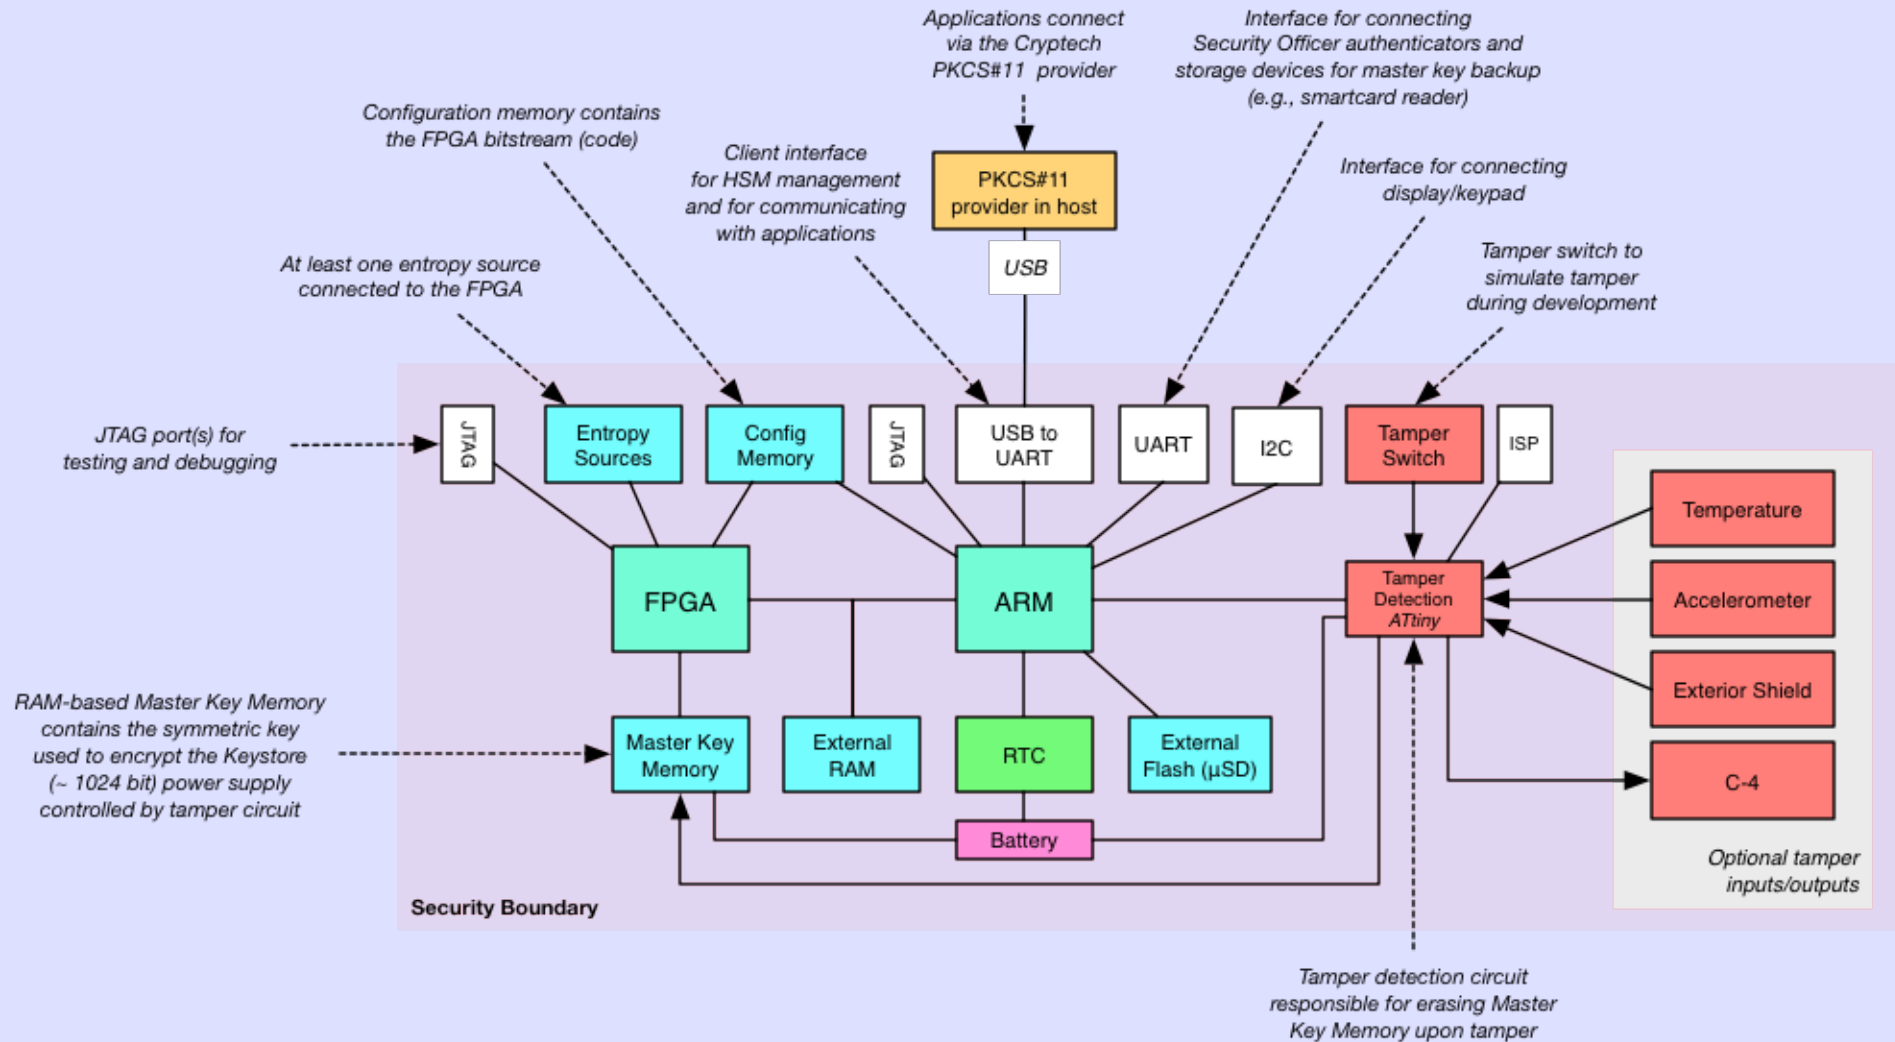 Applications connect
via the Cryptech
PKCS#11 provider
Interface for connecting
Security Officer authenticators and
storage devices for master key backup
(e.g., smartcard reader)
Configuration memory contains
the FPGA bitstream (code)
Client interface
for HSM management
and for communicating
with applications
PKCS#11
provider in host
Interface for connecting
display/keypad
USB
At least one entropy source
connected to the FPGA
Tamper switch to
simulate tamper
during development
JTAG port(s) for
testing and debugging
JTAG
Entropy
Sources
Config
Memory
JTAG
USB to
UART
UART
I2C
Tamper
Switch
ISP
Temperature
FPGA
ARM
Tamper
Detection
ATtiny
Accelerometer
Exterior Shield
RAM-based Master Key Memory
contains the symmetric key
used to encrypt the Keystore
(~ 1024 bit) power supply
controlled by tamper circuit
Master Key
Memory
External
RAM
RTC
External
Flash (µSD)
C-4
Battery
Optional tamper
inputs/outputs
Security Boundary
Tamper detection circuit
responsible for erasing Master
Key Memory upon tamper